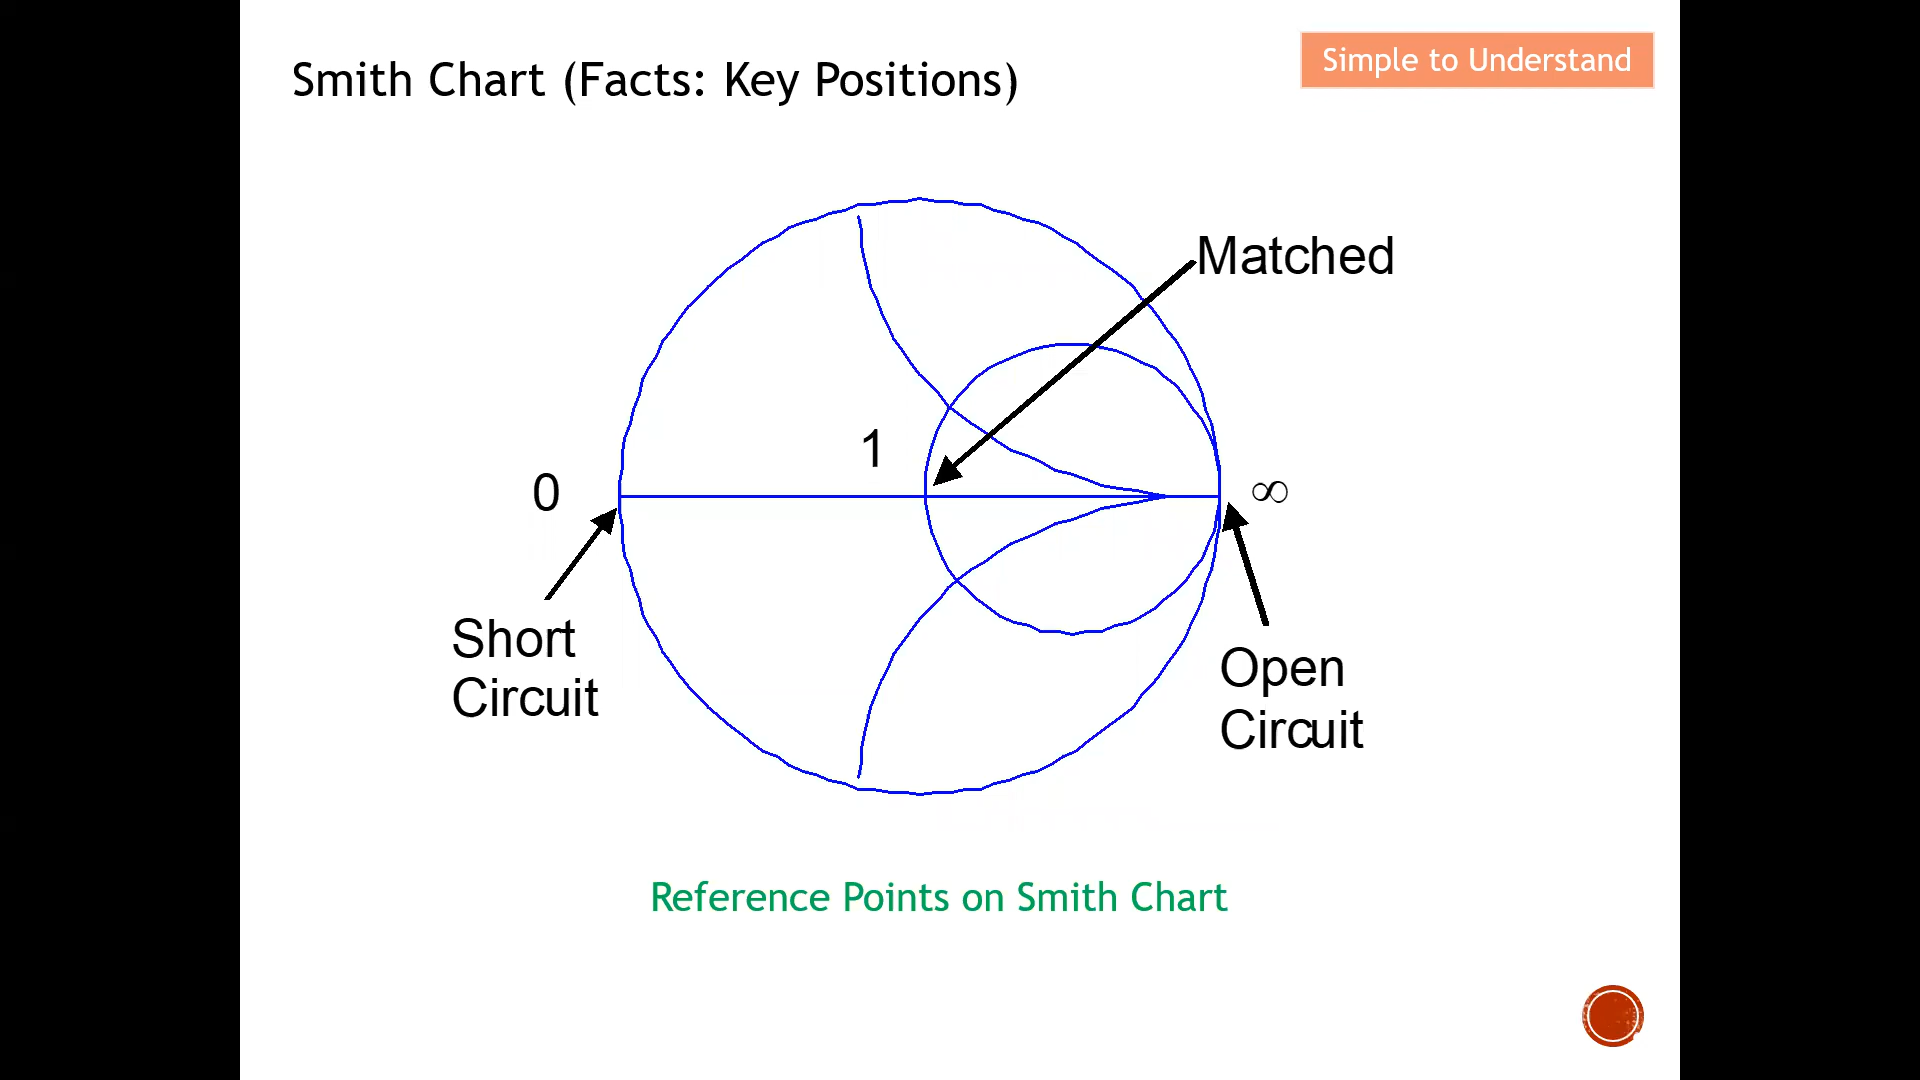 Smith Chart (Facts: Key Positions)
Simple to Understand
Matched
1
0
∞
Short
Circuit
Open
Circuit
Reference Points on Smith Chart